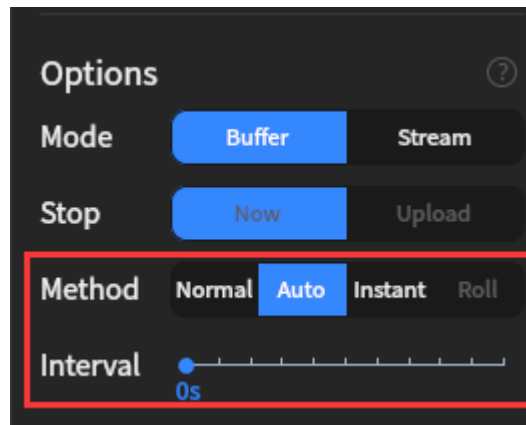 Options ?
Mode Buffer Stream
Stop Now Upload
Method Normal Auto Instant Roll
Interval
0s